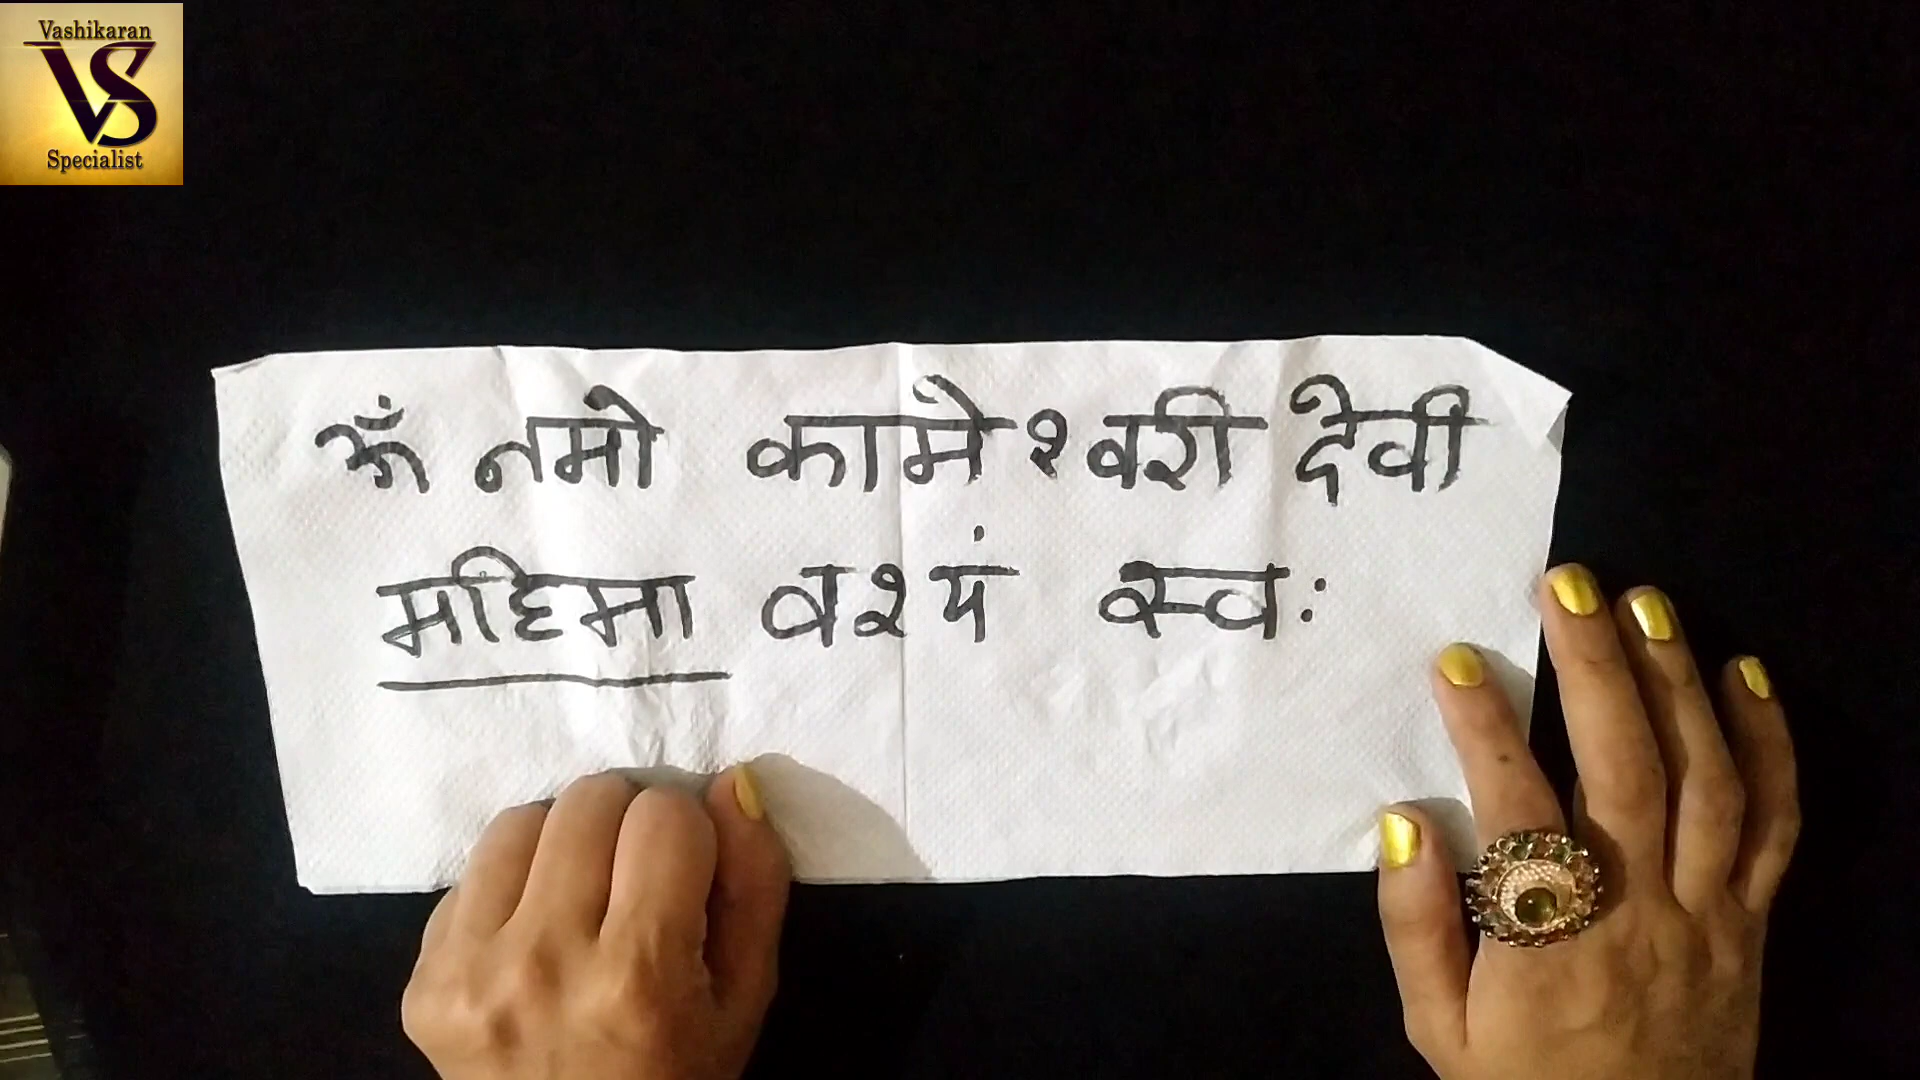 Vashikaran
VS
Specialist
ॐ नमो कामेश्वरी देवी
महिमा वश्यं स्वः